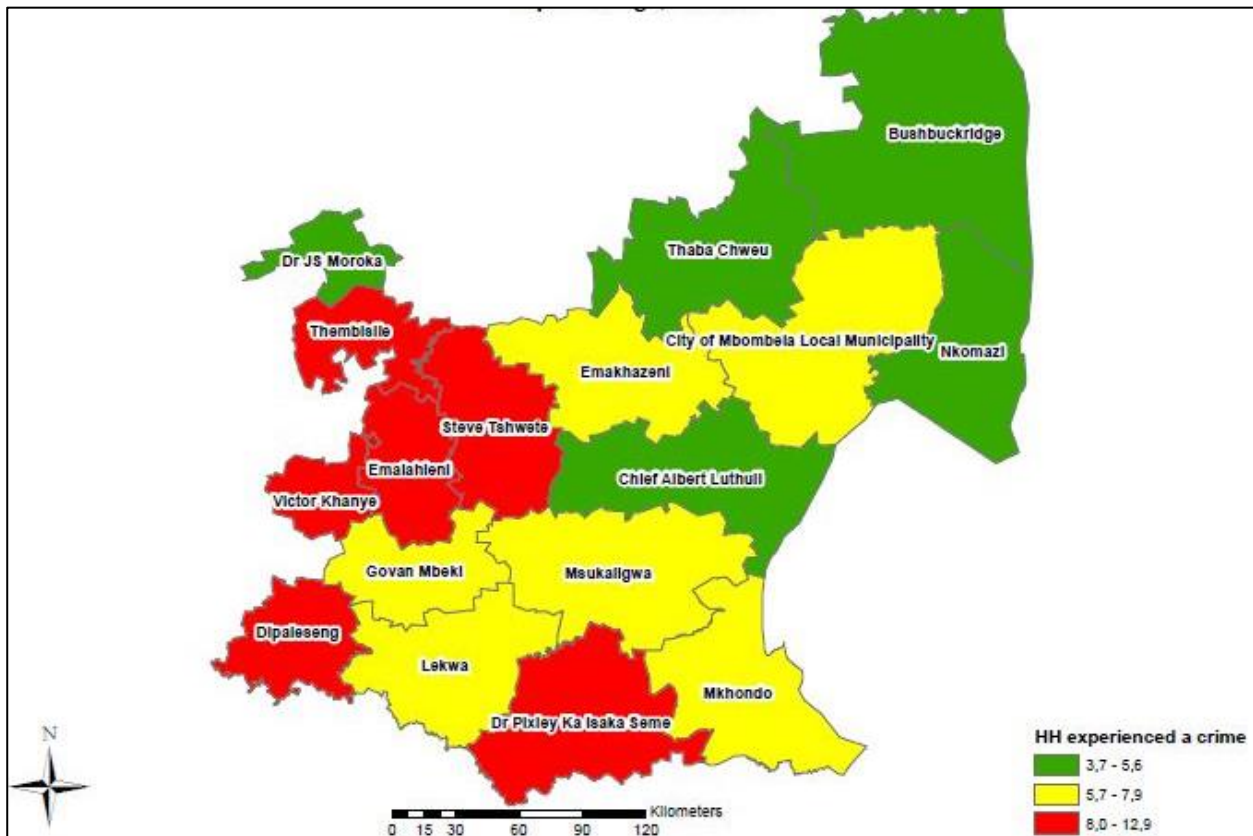 Bushbuckridge
Thaba Chweu
Dr JS Moroka
Thembisile
City of Mbombela Local Municipality
Nkomazi
Emakhazeni
Steve Tshwete
Emalahleni
Chief Albert Luthuli
Victor Khanye
Govan Mbeki
Msukaligwa
Dipaleseng
Lekwa
Mkhondo
Dr Pixley Ka Isaka Seme
N
HH experienced a crime
3,7 - 5,6
5,7 - 7,9
8,0 - 12,9
Kilometers
0 15 30 60 90 120